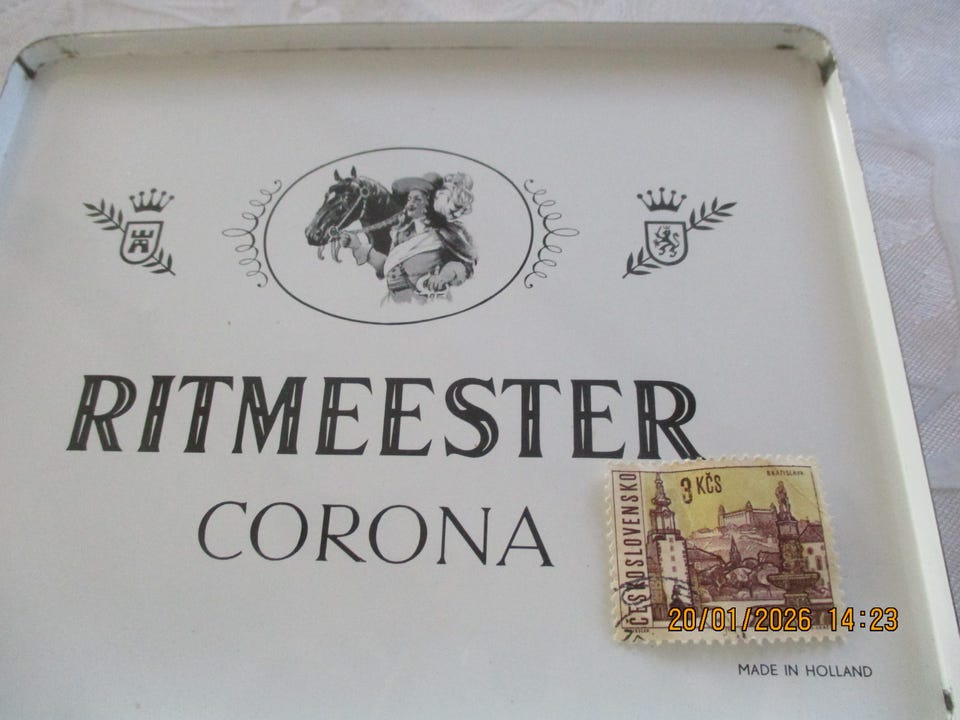 RITMEESTER
CORONA
ČESKOSLOVENSKO
3 KČS
BRATISLAVA
20/01/2026 14:23
MADE IN HOLLAND